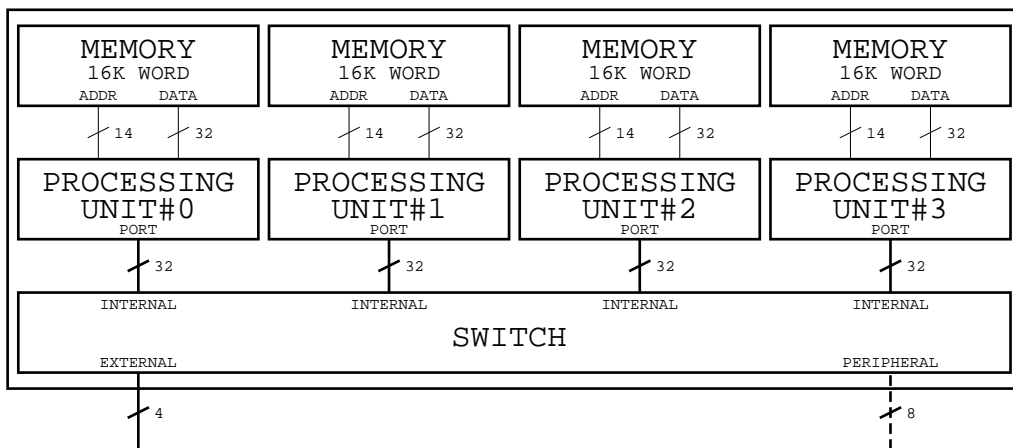 MEMORY
16K WORD
ADDR DATA
MEMORY
16K WORD
ADDR DATA
MEMORY
16K WORD
ADDR DATA
MEMORY
16K WORD
ADDR DATA
14 32
14 32
14 32
14 32
PROCESSING
UNIT#0
PORT
PROCESSING
UNIT#1
PORT
PROCESSING
UNIT#2
PORT
PROCESSING
UNIT#3
PORT
32
32
32
32
INTERNAL
INTERNAL
INTERNAL
INTERNAL
SWITCH
EXTERNAL
PERIPHERAL
4
8